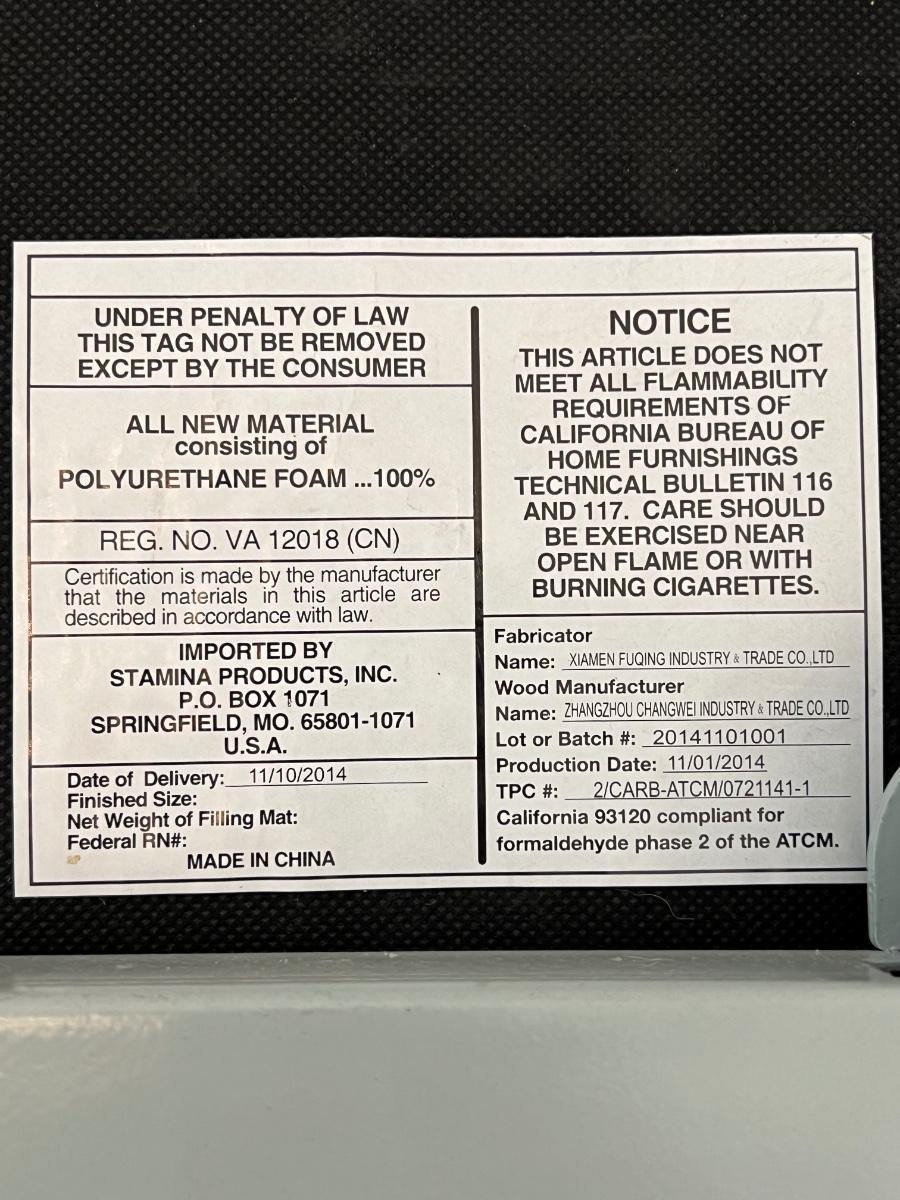 UNDER PENALTY OF LAW
THIS TAG NOT BE REMOVED
EXCEPT BY THE CONSUMER
ALL NEW MATERIAL
consisting of
POLYURETHANE FOAM ...100%
REG. NO. VA 12018 (CN)
Certification is made by the manufacturer
that the materials in this article are
described in accordance with law.
IMPORTED BY
STAMINA PRODUCTS, INC.
P.O. BOX 1071
SPRINGFIELD, MO. 65801-1071
U.S.A.
Date of Delivery: 11/10/2014
Finished Size:
Net Weight of Filling Mat:
Federal RN#:
MADE IN CHINA
NOTICE
THIS ARTICLE DOES NOT
MEET ALL FLAMMABILITY
REQUIREMENTS OF
CALIFORNIA BUREAU OF
HOME FURNISHINGS
TECHNICAL BULLETIN 116
AND 117. CARE SHOULD
BE EXERCISED NEAR
OPEN FLAME OR WITH
BURNING CIGARETTES.
Fabricator
Name: XIAMEN FUQING INDUSTRY & TRADE CO.,LTD
Wood Manufacturer
Name: ZHANGZHOU CHANGWEI INDUSTRY & TRADE CO.,LTD
Lot or Batch #: 20141101001
Production Date: 11/01/2014
TPC #: 2/CARB-ATCM/0721141-1
California 93120 compliant for
formaldehyde phase 2 of the ATCM.